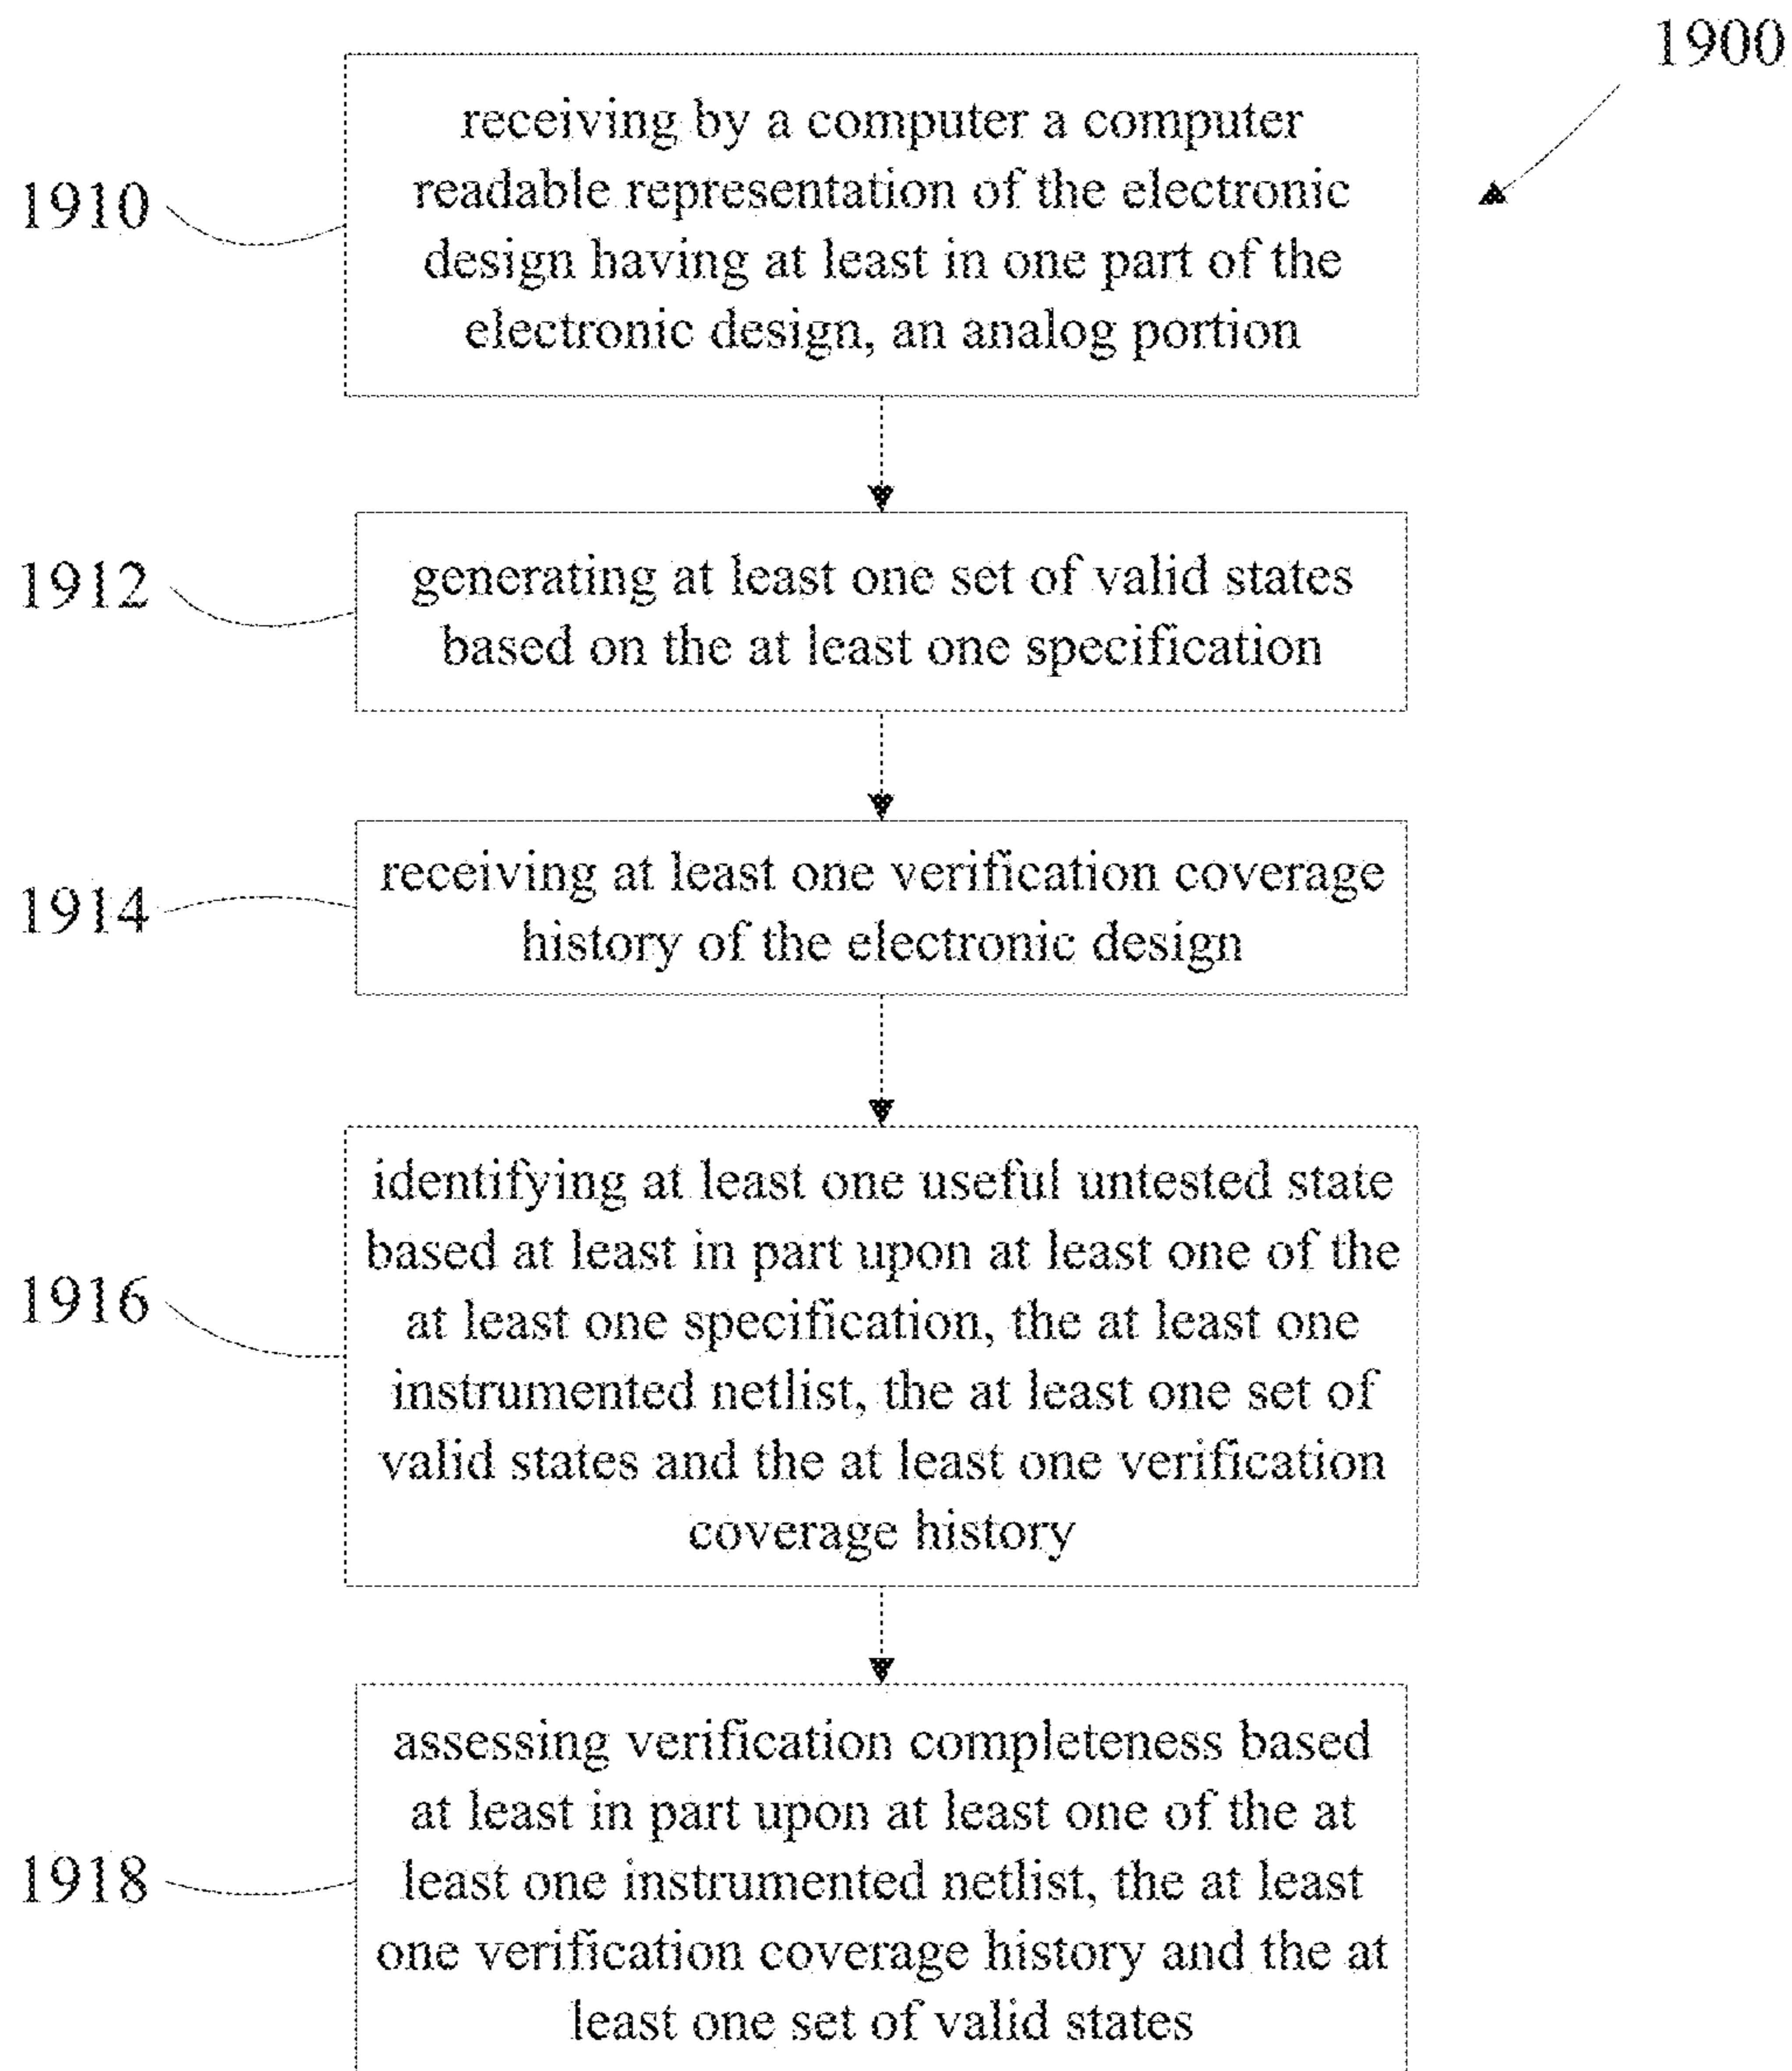 1900
1910
receiving by a computer a computer
readable representation of the electronic
design having at least in one part of the
electronic design, an analog portion
1912
generating at least one set of valid states
based on the at least one specification
1914
receiving at least one verification coverage
history of the electronic design
1916
identifying at least one useful untested state
based at least in part upon at least one of the
at least one specification, the at least one
instrumented netlist, the at least one set of
valid states and the at least one verification
coverage history
1918
assessing verification completeness based
at least in part upon at least one of the at
least one instrumented netlist, the at least
one verification coverage history and the at
least one set of valid states